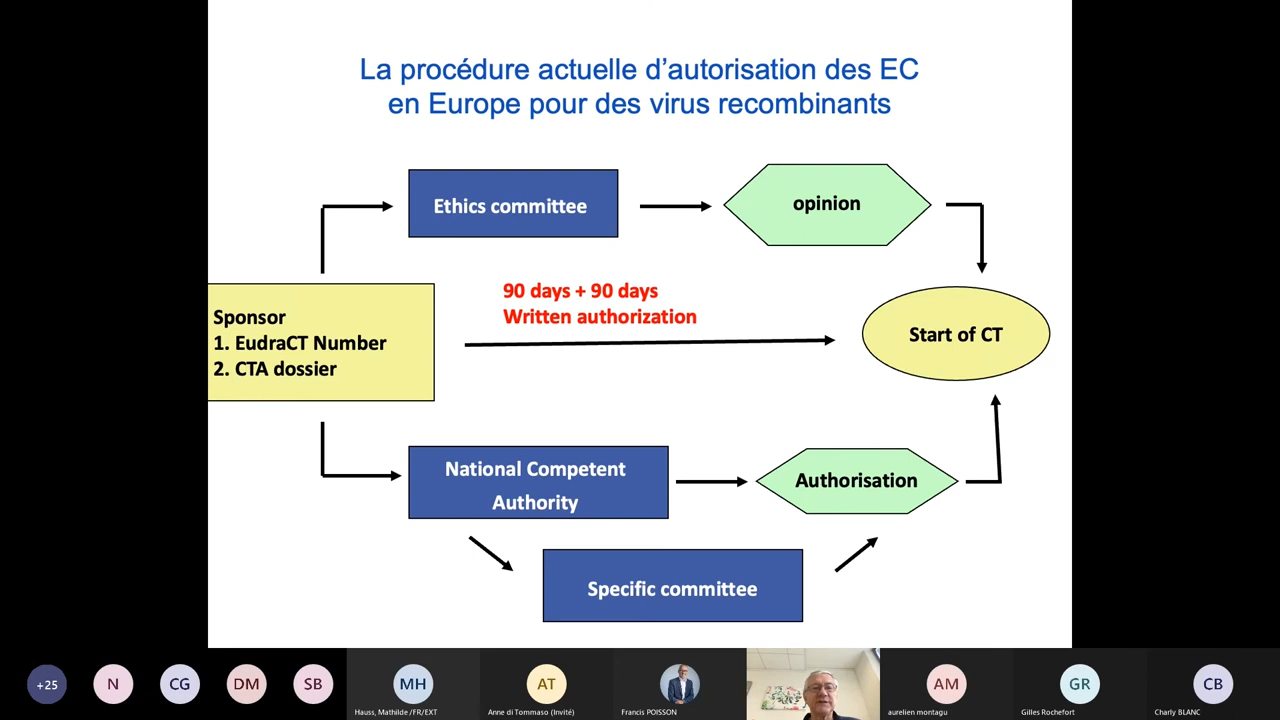 La procédure actuelle d’autorisation des EC
en Europe pour des virus recombinants
Ethics committee
opinion
90 days + 90 days
Written authorization
Sponsor
1. EudraCT Number
2. CTA dossier
Start of CT
National Competent
Authority
Authorisation
Specific committee
+25
N
CG
DM
SB
MH
Hauss, Mathilde /FR/EXT
AT
Anne di Tommaso (Invité)
Francis POISSON
AM
aurelien montagu
GR
Gilles Rochefort
CB
Charly BLANC